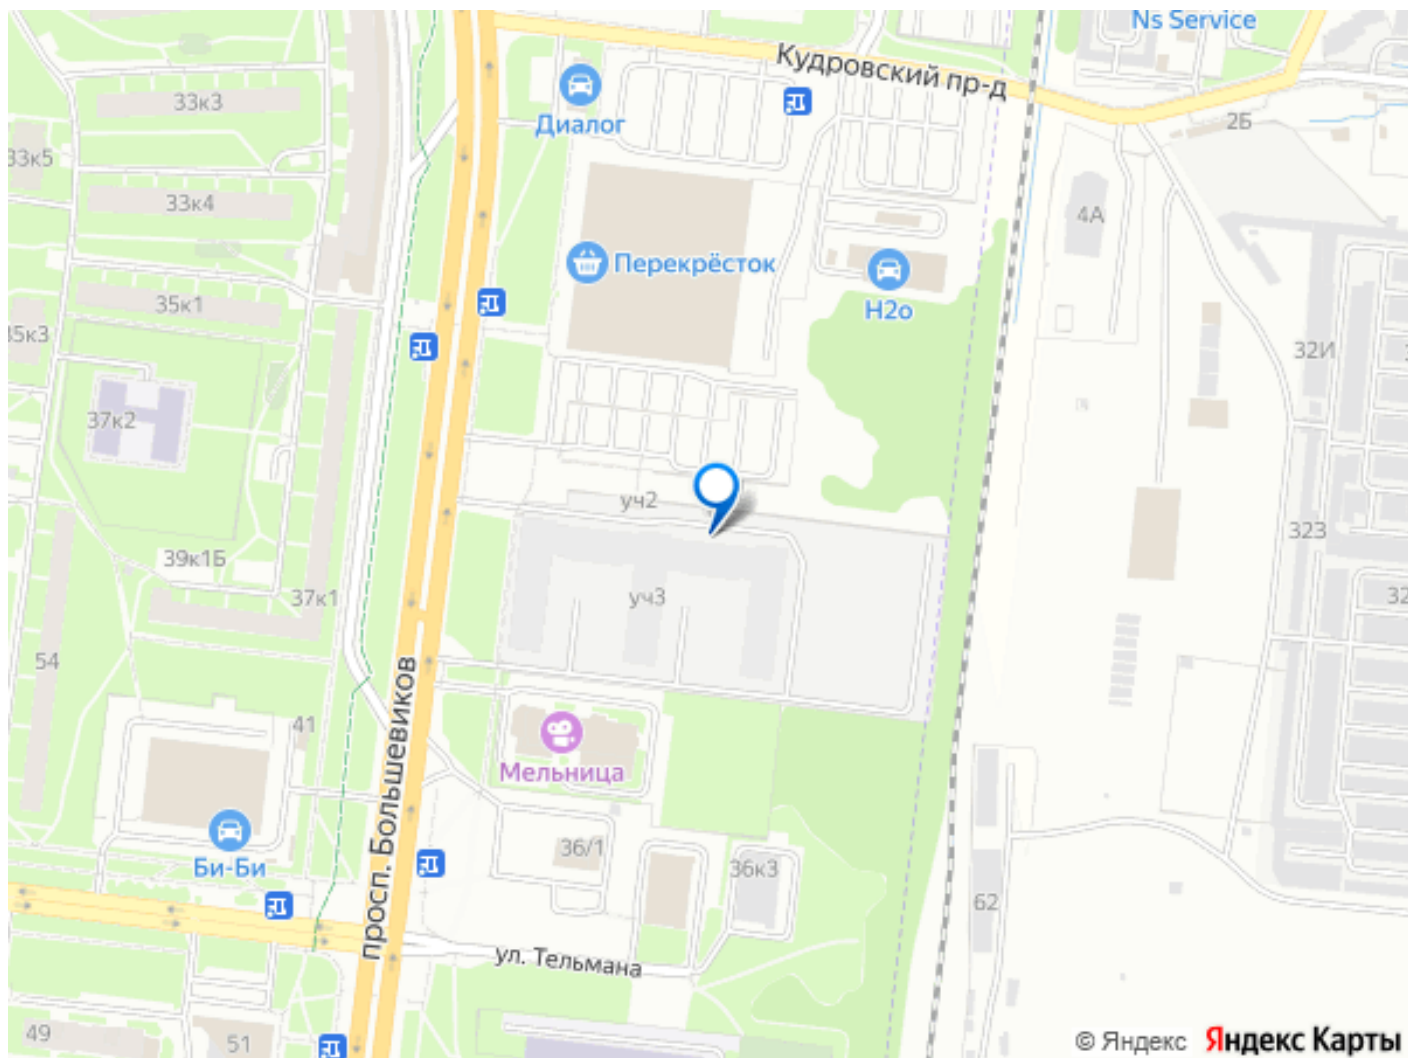 Ns Service
Кудровский пр-д
33к3
Диалог
2Б
33к5
33к4
4А
Перекрёсток
35к1
Н2о
35к3
32И
37к2
уч2
323
39к1Б
37к1
уч3
54
просп. Большевиков
41
Мельница
Би-Би
36/1
36к3
62
ул. Тельмана
49
51
© Яндекс Яндекс Карты